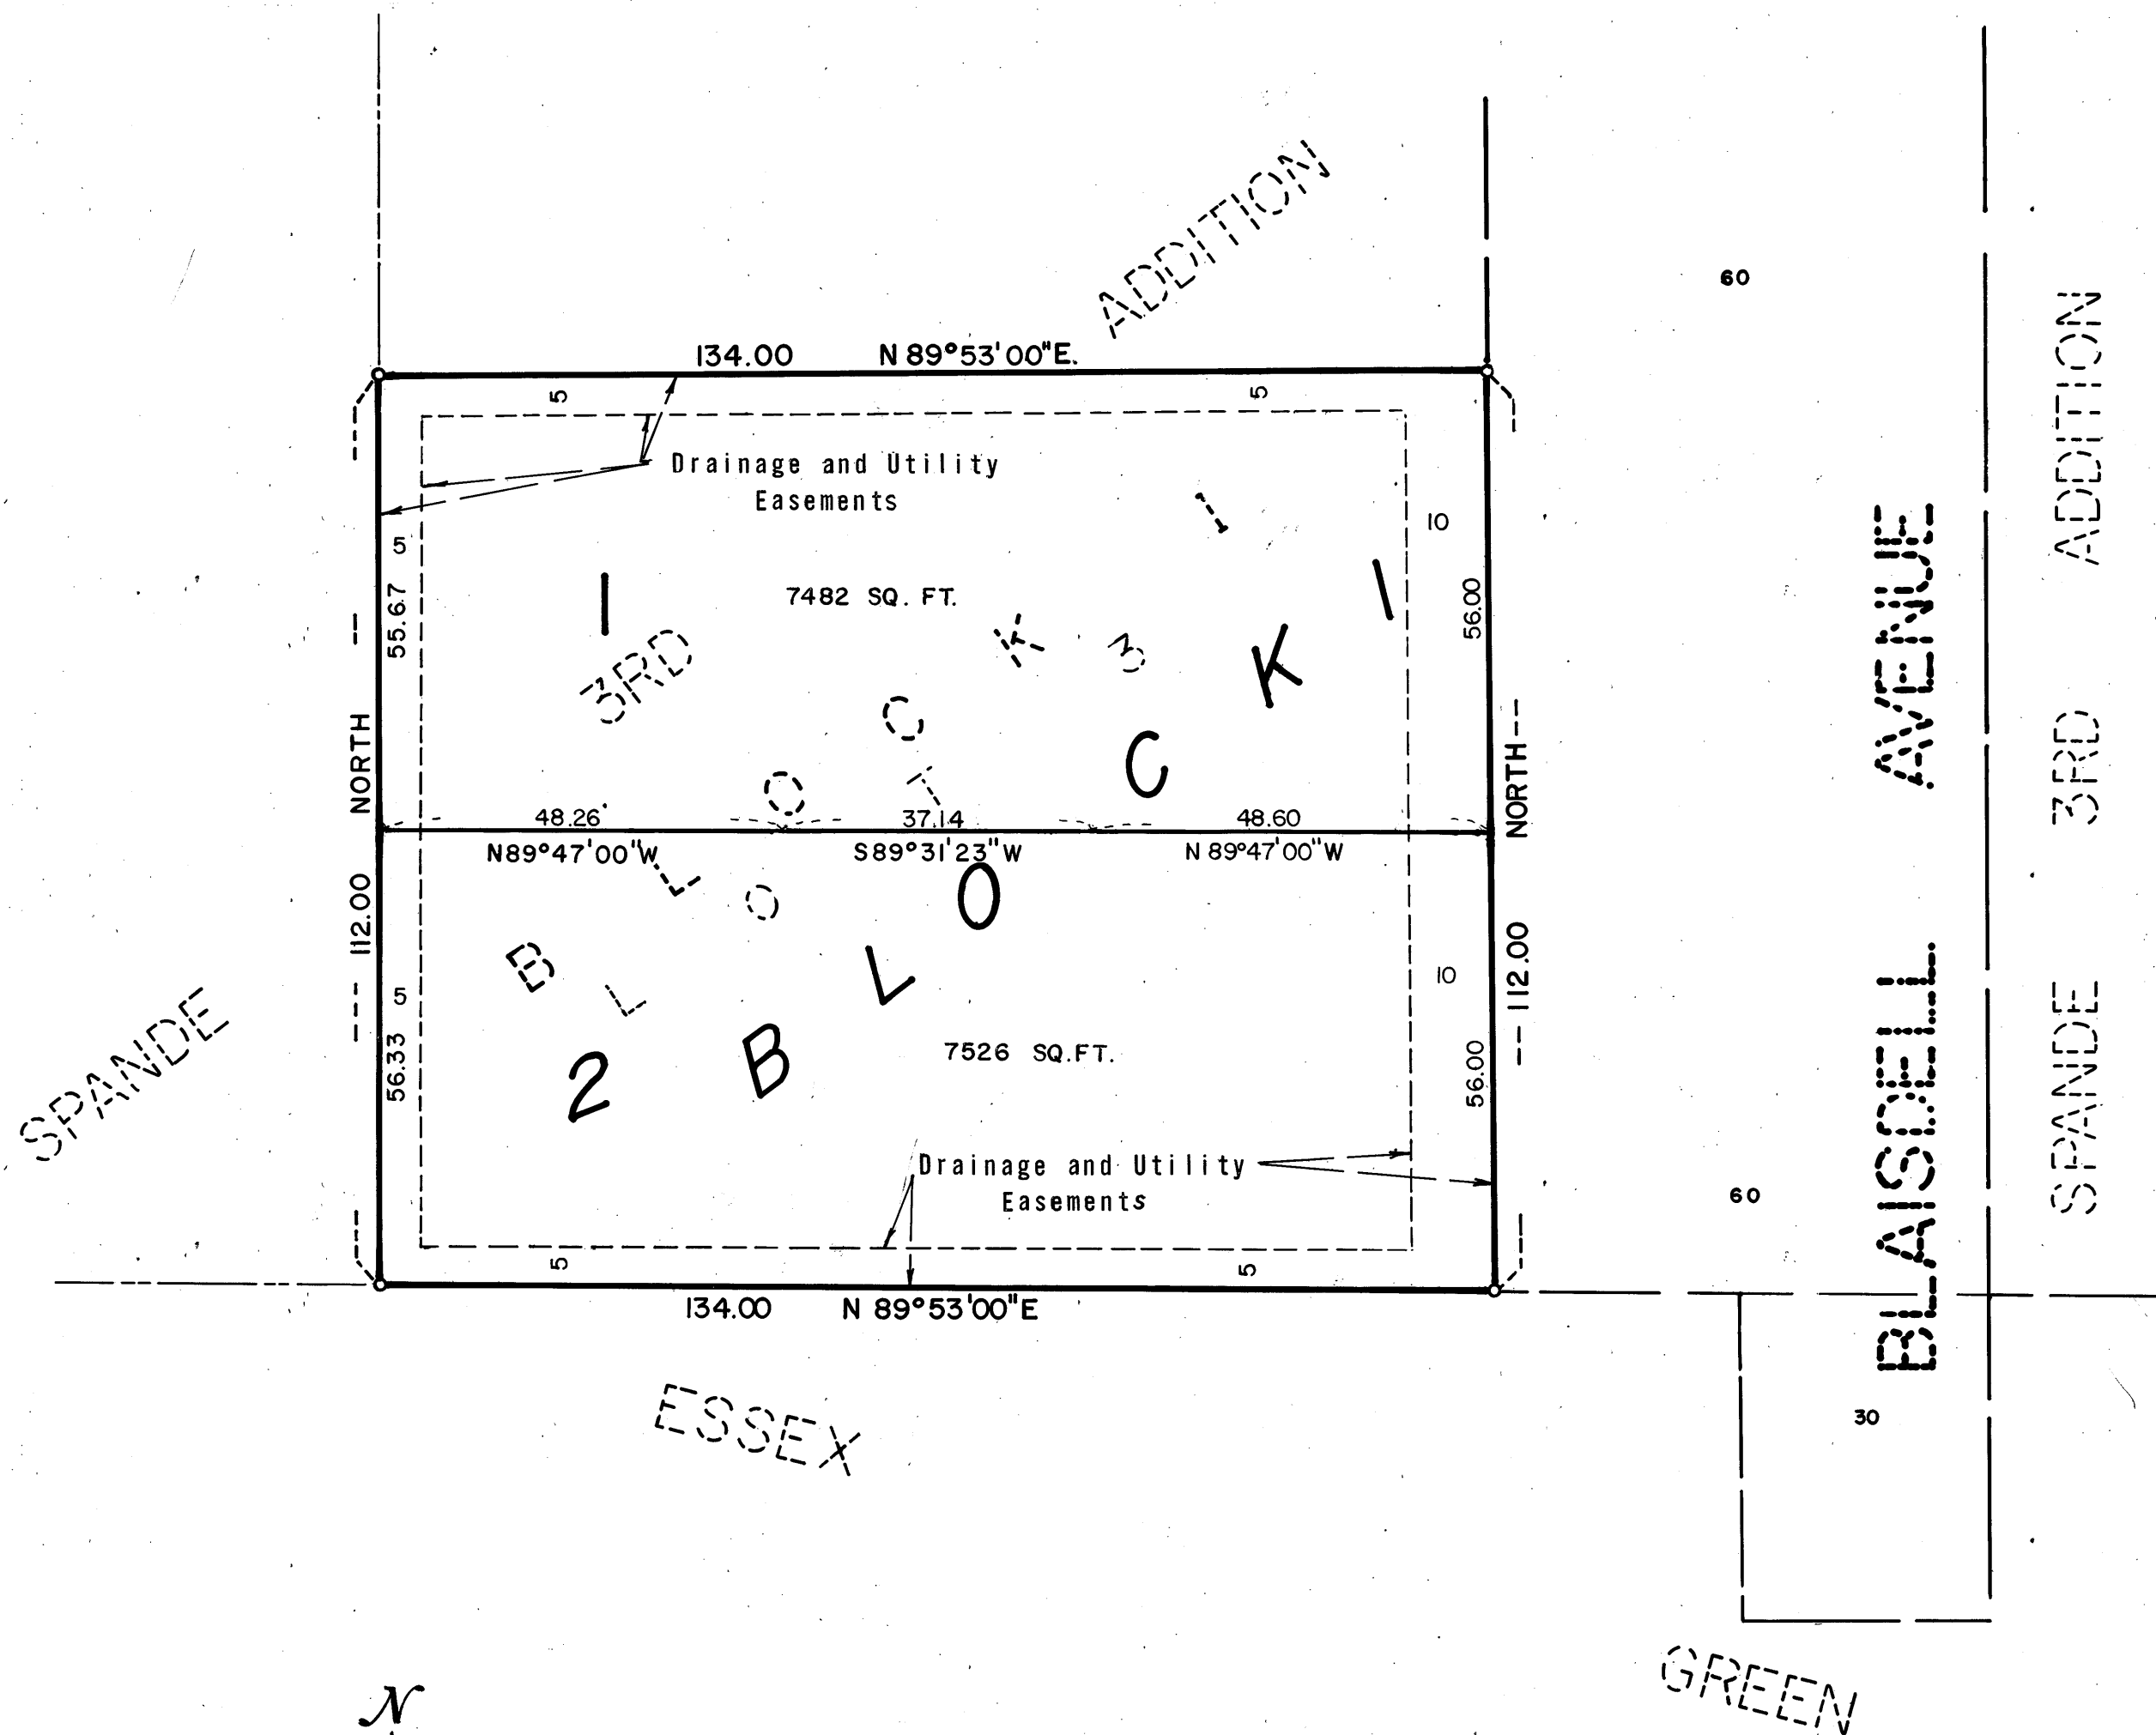 ADDITION
60
134.00 N 89°53'00"E.
5 5
Drainage and Utility
Easements
5
55.67
1
7482 SQ. FT.
10
56.00
3RD
BLOCK 1
LOT 3
BLOCK 1
NORTH
112.00
NORTH
112.00
48.26 37.14 48.60
N89°47'00"W S89°31'23"W N 89°47'00"W
5
56.33
2
7526 SQ.FT.
10
56.00
Drainage and Utility
Easements
5 5
134.00 N 89°53'00"E
SPANDE
60
BLAISDELL AVENUE
SPANDE 3RD ADDITION
ESSEX
30
GREEN
N